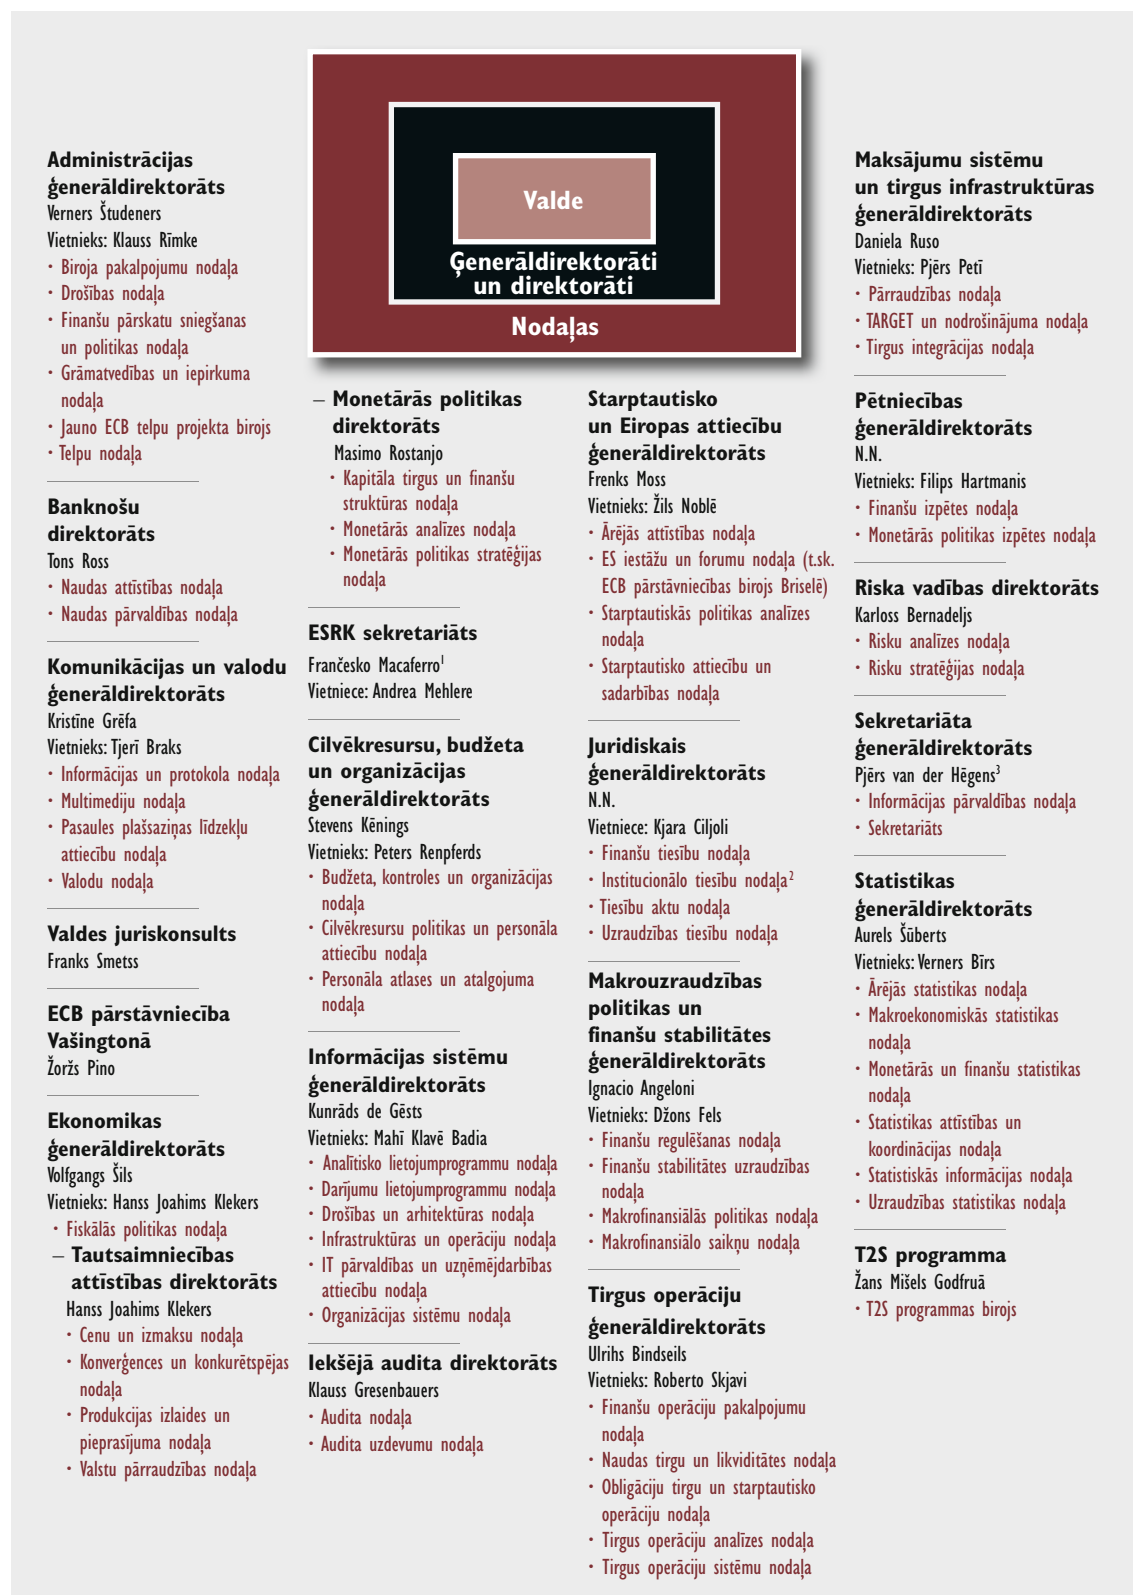 Valde
Ģenerāldirektorāti
un direktorāti
Nodaļas
Administrācijas
ģenerāldirektorāts
Verners Študeners
Vietnieks: Klauss Rīmke
• Biroja pakalpojumu nodaļa
• Drošības nodaļa
• Finanšu pārskatu sniegšanas
un politikas nodaļa
• Grāmatvedības un iepirkuma
nodaļa
• Jauno ECB telpu projekta birojs
• Telpu nodaļa
Banknošu
direktorāts
Tons Ross
• Naudas attīstības nodaļa
• Naudas pārvaldības nodaļa
Komunikācijas un valodu
ģenerāldirektorāts
Kristīne Grēfa
Vietnieks: Tjerī Braks
• Informācijas un protokola nodaļa
• Multimediju nodaļa
• Pasaules plašsaziņas līdzekļu
attiecību nodaļa
• Valodu nodaļa
Valdes juriskonsults
Franks Smetss
ECB pārstāvniecība
Vašingtonā
Žoržs Pino
Ekonomikas
ģenerāldirektorāts
Volfgangs Šils
Vietnieks: Hanss Joahims Klekers
• Fiskālās politikas nodaļa
– Tautsaimniecības
attīstības direktorāts
Hanss Joahims Klekers
• Cenu un izmaksu nodaļa
• Konverģences un konkurētspējas
nodaļa
• Produkcijas izlaides un
pieprasījuma nodaļa
• Valstu pārraudzības nodaļa
– Monetārās politikas
direktorāts
Masimo Rostanjo
• Kapitāla tirgus un finanšu
struktūras nodaļa
• Monetārās analīzes nodaļa
• Monetārās politikas stratēģijas
nodaļa
ESRK sekretariāts
Frančesko Macaferro¹
Vietniece: Andrea Mehlere
Cilvēkresursu, budžeta
un organizācijas
ģenerāldirektorāts
Stevens Kēnings
Vietnieks: Peters Renpferds
• Budžeta, kontroles un organizācijas
nodaļa
• Cilvēkresursu politikas un personāla
attiecību nodaļa
• Personāla atlases un atalgojuma
nodaļa
Informācijas sistēmu
ģenerāldirektorāts
Kunrāds de Gēsts
Vietnieks: Mahī Klavē Badia
• Analītisko lietojumprogrammu nodaļa
• Darījumu lietojumprogrammu nodaļa
• Drošības un arhitektūras nodaļa
• Infrastruktūras un operāciju nodaļa
• IT pārvaldības un uzņēmējdarbības
attiecību nodaļa
• Organizācijas sistēmu nodaļa
Iekšējā audita direktorāts
Klauss Gresenbauers
• Audita nodaļa
• Audita uzdevumu nodaļa
Starptautisko
un Eiropas attiecību
ģenerāldirektorāts
Frenks Moss
Vietnieks: Žils Noblē
• Ārējās attīstības nodaļa
• ES iestāžu un forumu nodaļa (t.sk.
ECB pārstāvniecības birojs Briselē)
• Starptautiskās politikas analīzes
nodaļa
• Starptautisko attiecību un
sadarbības nodaļa
Juridiskais
ģenerāldirektorāts
N.N.
Vietniece: Kjara Ciljoli
• Finanšu tiesību nodaļa
• Institucionālo tiesību nodaļa²
• Tiesību aktu nodaļa
• Uzraudzības tiesību nodaļa
Makrouzraudzības
politikas un
finanšu stabilitātes
ģenerāldirektorāts
Ignacio Angeloni
Vietnieks: Džons Fels
• Finanšu regulēšanas nodaļa
• Finanšu stabilitātes uzraudzības
nodaļa
• Makrofinansiālās politikas nodaļa
• Makrofinansiālo saikņu nodaļa
Tirgus operāciju
ģenerāldirektorāts
Ulrihs Bindseils
Vietnieks: Roberto Skjavi
• Finanšu operāciju pakalpojumu
nodaļa
• Naudas tirgu un likviditātes nodaļa
• Obligāciju tirgu un starptautisko
operāciju nodaļa
• Tirgus operāciju analīzes nodaļa
• Tirgus operāciju sistēmu nodaļa
Maksājumu sistēmu
un tirgus infrastruktūras
ģenerāldirektorāts
Daniela Ruso
Vietnieks: Pjērs Petī
• Pārraudzības nodaļa
• TARGET un nodrošinājuma nodaļa
• Tirgus integrācijas nodaļa
Pētniecības
ģenerāldirektorāts
N.N.
Vietnieks: Filips Hartmanis
• Finanšu izpētes nodaļa
• Monetārās politikas izpētes nodaļa
Riska vadības direktorāts
Karloss Bernadeljs
• Risku analīzes nodaļa
• Risku stratēģijas nodaļa
Sekretariāta
ģenerāldirektorāts
Pjērs van der Hēgens³
• Informācijas pārvaldības nodaļa
• Sekretariāts
Statistikas
ģenerāldirektorāts
Aurels Šūberts
Vietnieks: Verners Bīrs
• Ārējās statistikas nodaļa
• Makroekonomiskās statistikas
nodaļa
• Monetārās un finanšu statistikas
nodaļa
• Statistikas attīstības un
koordinācijas nodaļa
• Statistiskās informācijas nodaļa
• Uzraudzības statistikas nodaļa
T2S programma
Žans Mišels Godfruā
• T2S programmas birojs